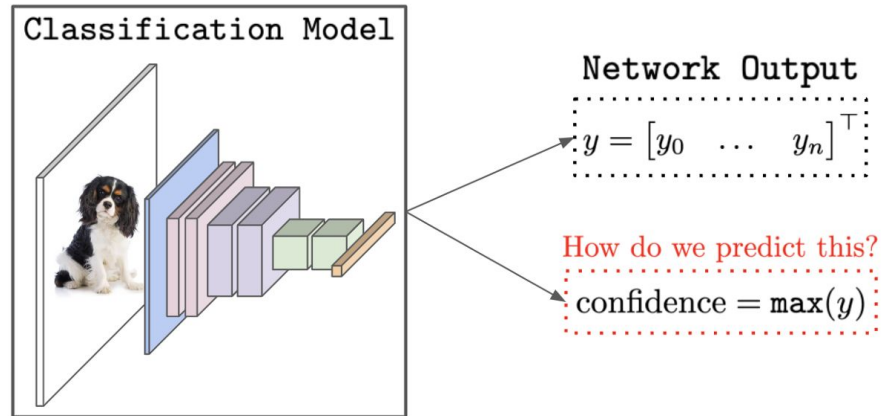 Classification Model
Network Output
y = [y₀ … yₙ]ᵀ
How do we predict this?
confidence = max(y)